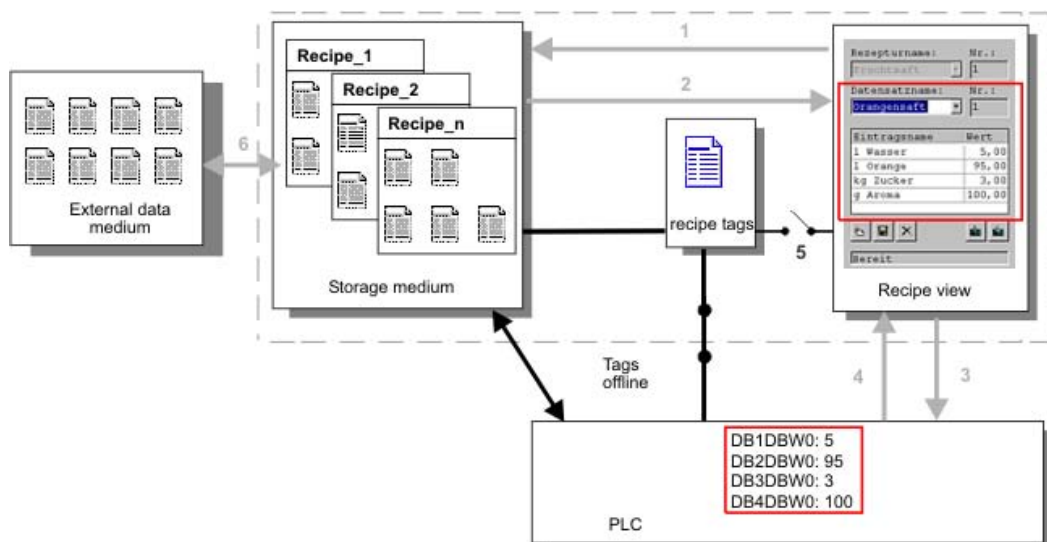 1
Recipe_1
Recipe_2
Recipe_n
Storage medium
External data
medium
6
2
recipe tags
5
Rezepturname: Nr.:
Fruchtsaft 1
Datensatzname: Nr.:
Orangensaft 1
Eintragsname Wert
l Wasser 5,00
l Orange 95,00
kg Zucker 3,00
g Aroma 100,00
Bereit
Recipe view
Tags
offline
4
3
DB1DBW0: 5
DB2DBW0: 95
DB3DBW0: 3
DB4DBW0: 100
PLC